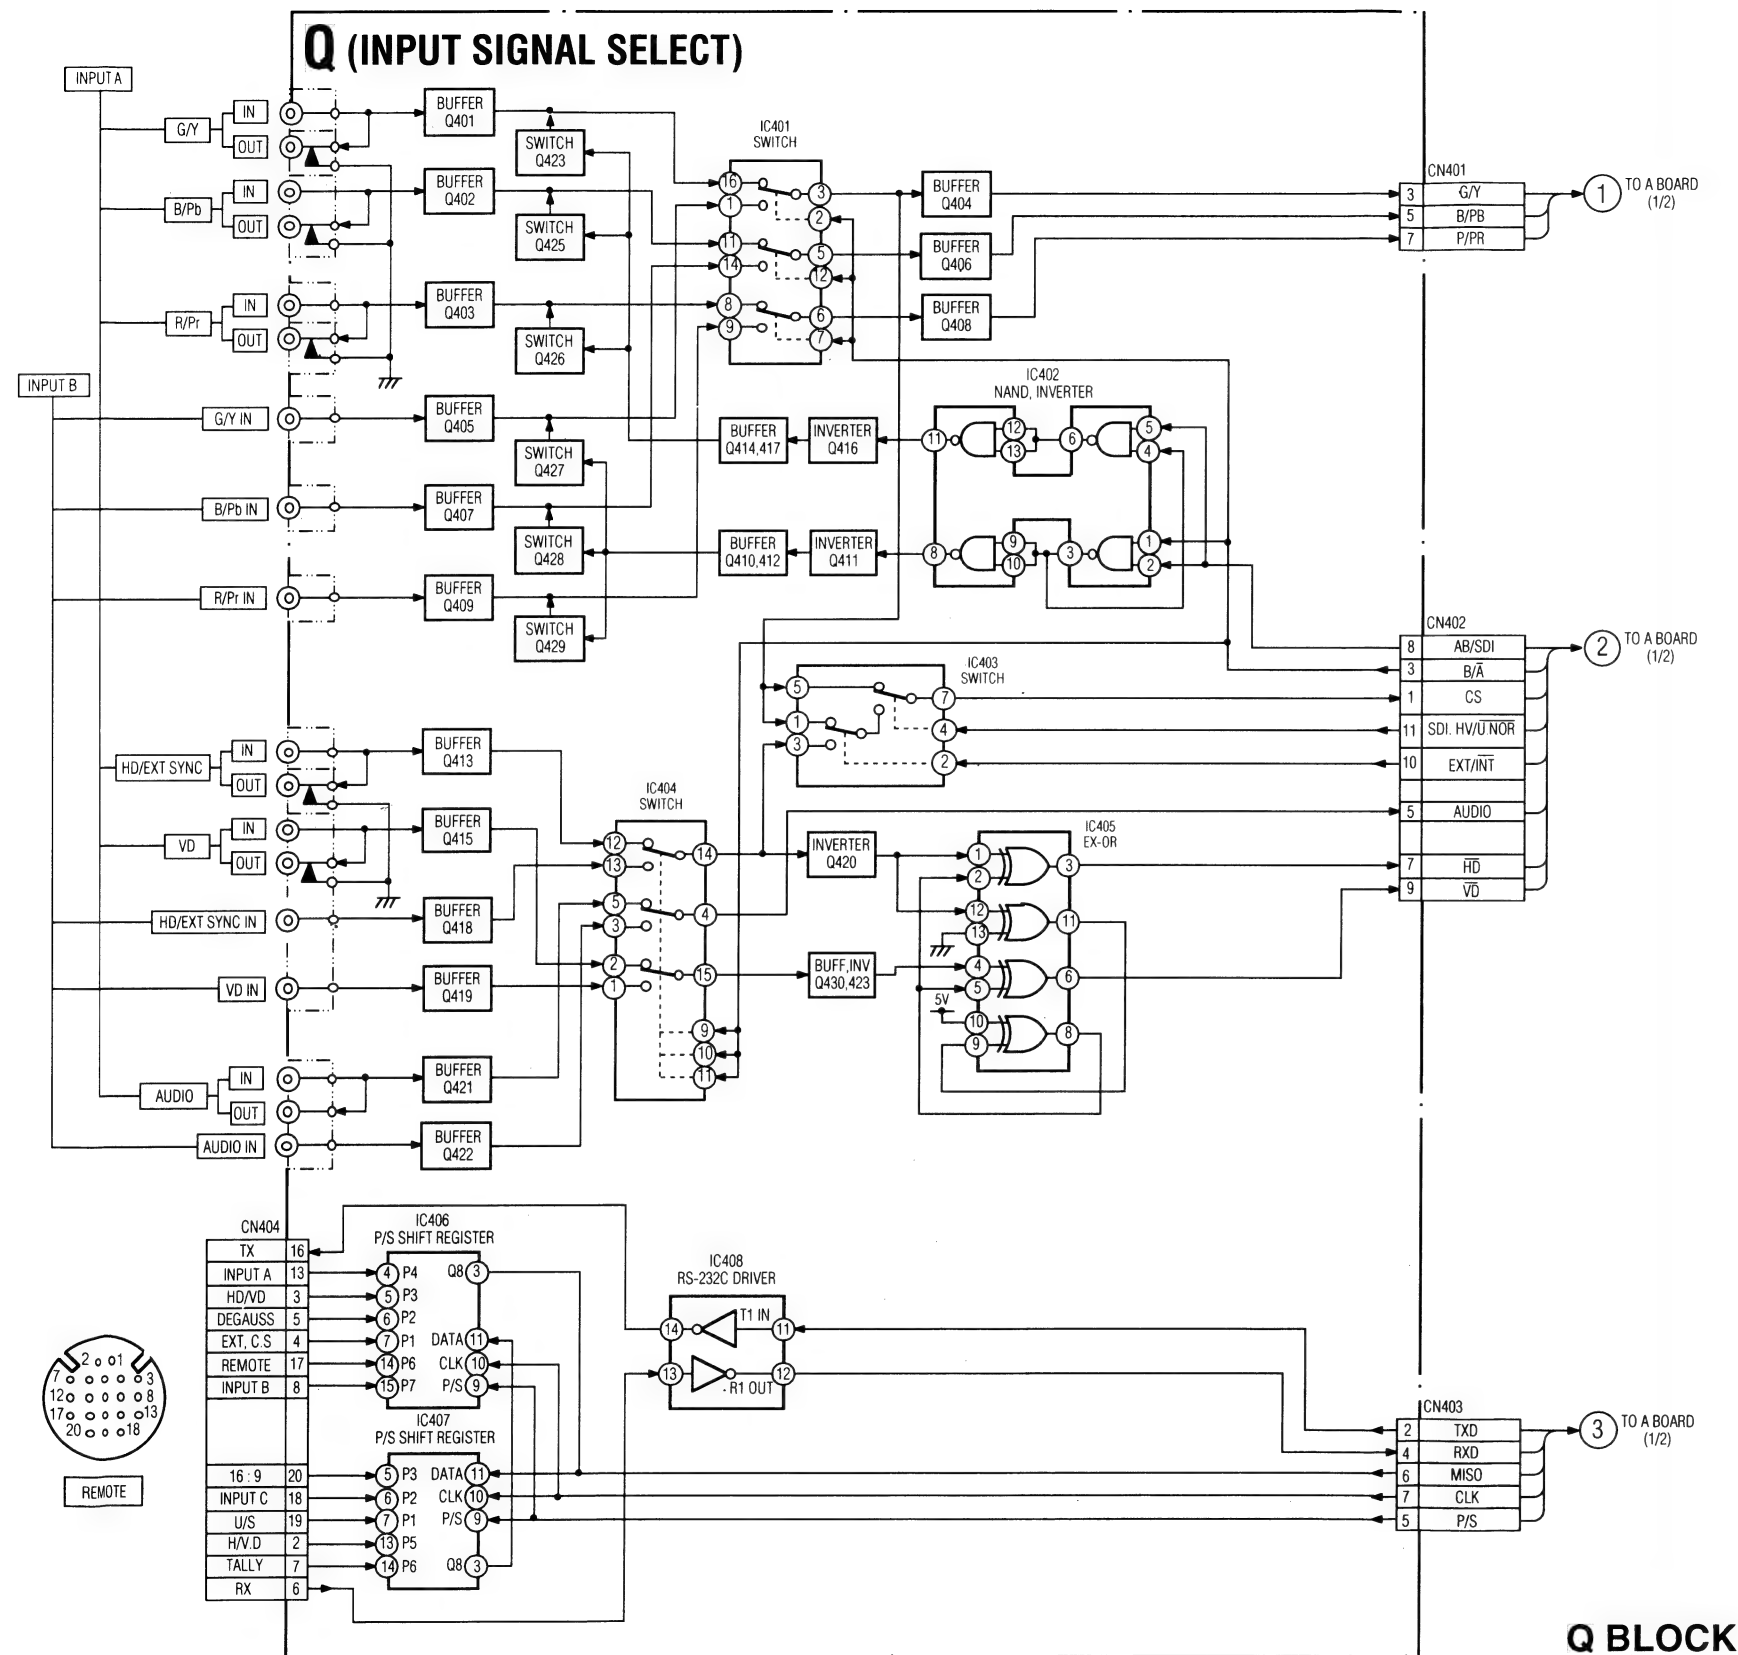 Q (INPUT SIGNAL SELECT)
INPUT A
G/Y
IN
OUT
B/Pb
IN
OUT
R/Pr
IN
OUT
INPUT B
G/Y IN
B/Pb IN
R/Pr IN
HD/EXT SYNC
IN
OUT
VD
IN
OUT
HD/EXT SYNC IN
VD IN
AUDIO
IN
OUT
AUDIO IN
BUFFER
Q401
BUFFER
Q402
BUFFER
Q403
BUFFER
Q405
BUFFER
Q407
BUFFER
Q409
BUFFER
Q413
BUFFER
Q415
BUFFER
Q418
BUFFER
Q419
BUFFER
Q421
BUFFER
Q422
SWITCH
Q423
SWITCH
Q425
SWITCH
Q426
SWITCH
Q427
SWITCH
Q428
SWITCH
Q429
IC401
SWITCH
16
1
11
14
8
9
3
2
5
12
6
7
BUFFER
Q404
BUFFER
Q406
BUFFER
Q408
CN401
3 G/Y
5 B/PB
7 P/PR
1
TO A BOARD
(1/2)
IC402
NAND, INVERTER
11
12
13
6
5
4
8
9
10
3
1
2
BUFFER
Q414,417
INVERTER
Q416
BUFFER
Q410,412
INVERTER
Q411
CN402
8 AB/SDI
3 B/A̅
1 CS
11 SDI. HV/U̅.N̅O̅R̅
10 EXT/I̅N̅T̅
5 AUDIO
7 H̅D̅
9 V̅D̅
2
TO A BOARD
(1/2)
IC403
SWITCH
5
1
3
7
4
2
IC404
SWITCH
12
13
5
3
2
1
14
4
15
9
10
11
INVERTER
Q420
BUFF,INV
Q430,423
IC405
EX-OR
1
2
3
12
13
11
4
5
6
5V
10
9
8
CN404
TX 16
INPUT A 13
HD/VD 3
DEGAUSS 5
EXT, C.S 4
REMOTE 17
INPUT B 8
16 : 9 20
INPUT C 18
U/S 19
H/V.D 2
TALLY 7
RX 6
IC406
P/S SHIFT REGISTER
4 P4
5 P3
6 P2
7 P1
14 P6
15 P7
Q8 3
DATA 11
CLK 10
P/S 9
IC407
P/S SHIFT REGISTER
5 P3
6 P2
7 P1
13 P5
14 P6
DATA 11
CLK 10
P/S 9
Q8 3
IC408
RS-232C DRIVER
14 T1 IN 11
13 R1 OUT 12
CN403
2 TXD
4 RXD
6 MISO
7 CLK
5 P/S
3
TO A BOARD
(1/2)
2 1
7 3
12 8
17 13
20 18
REMOTE
Q BLOCK